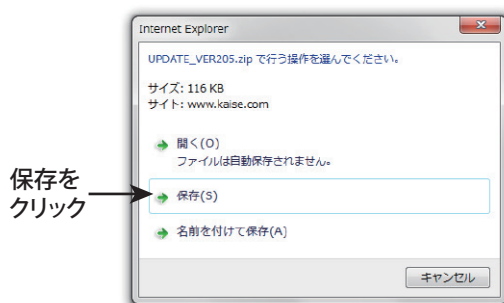 Internet Explorer
UPDATE_VER205.zip で行う操作を選んでください。
サイズ: 116 KB
サイト: www.kaise.com
開く(O)
ファイルは自動保存されません。
保存を
クリック
保存(S)
名前を付けて保存(A)
キャンセル